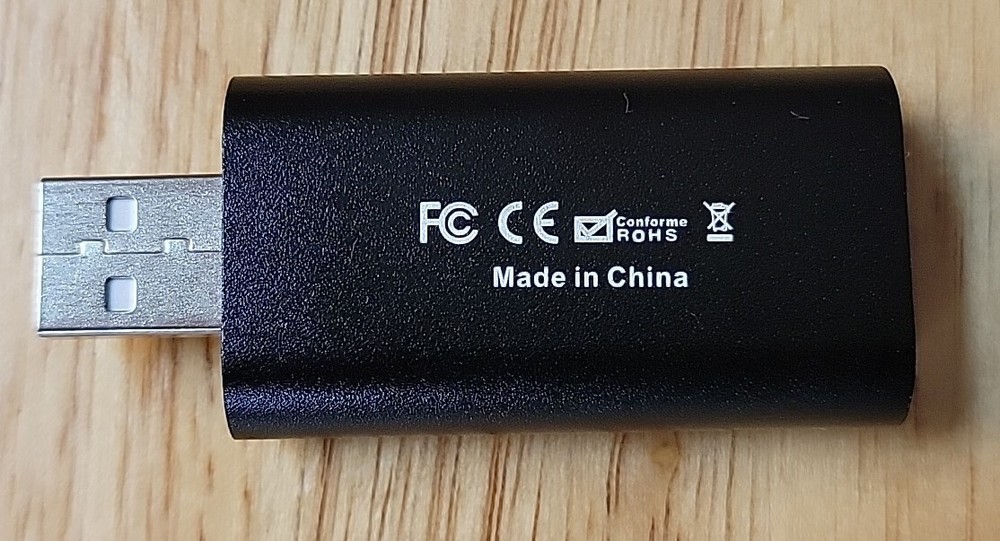 FC CE Conforme
ROHS
Made in China